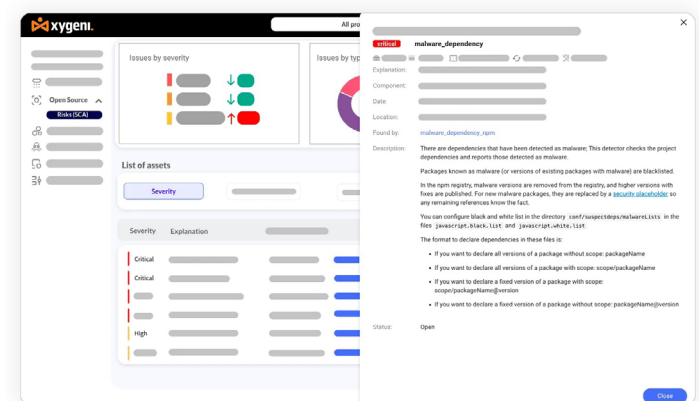 xygeni.
All pro
Open Source
Risks (SCA)
Issues by severity
Issues by typ
List of assets
Severity
Severity Explanation
Critical
Critical
High
critical malware_dependency
Explanation:
Component:
Date:
Location:
Found by: malware_dependency_npm
Description: There are dependencies that have been detected as malware; This detector checks the project
dependencies and reports those detected as malware.
Packages known as malware (or versions of existing packages with malware) are blacklisted.
In the npm registry, malware versions are removed from the registry, and higher versions with
fixes are published. For new malware packages, they are replaced by a security placeholder so
any remaining references know the fact.
You can configure black and white list in the directory conf/suspectdeps/malwareLists in the
files javascript.black.list and javascript.white.list
The format to declare dependencies in these files is:
• If you want to declare all versions of a package without scope: packageName
• If you want to declare all versions of a package with scope: scope/packageName
• If you want to declare a fixed version of a package with scope:
scope/packageName@version
• If you want to declare a fixed version of a package without scope: packageName@version
Status: Open
Close